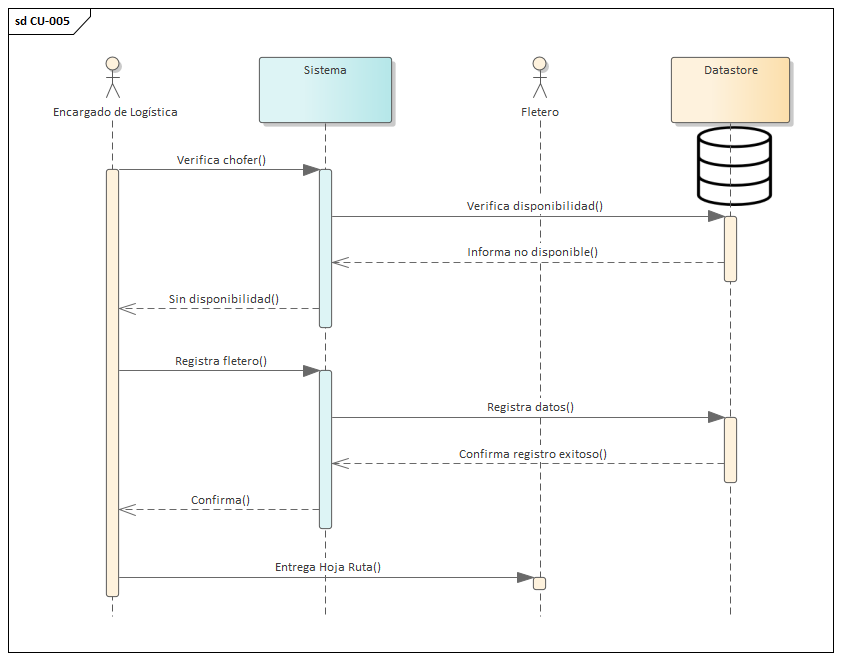 sd CU-005
Encargado de Logística
Sistema
Fletero
Datastore
Verifica chofer()
Verifica disponibilidad()
Informa no disponible()
Sin disponibilidad()
Registra fletero()
Registra datos()
Confirma registro exitoso()
Confirma()
Entrega Hoja Ruta()